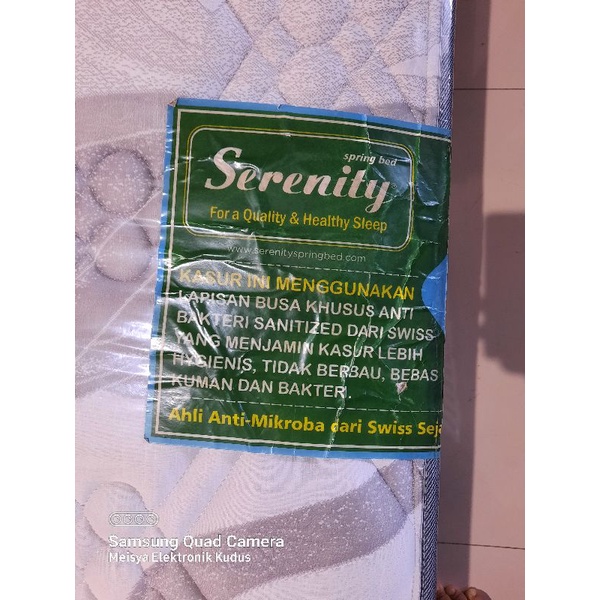 spring bed
Serenity
For a Quality & Healthy Sleep
www.serenityspringbed.com
KASUR INI MENGGUNAKAN
LAPISAN BUSA KHUSUS ANTI
BAKTERI SANITIZED DARI SWISS
YANG MENJAMIN KASUR LEBIH
HYGIENIS, TIDAK BERBAU, BEBAS
KUMAN DAN BAKTERI.
Ahli Anti-Mikroba dari Swiss Seja
Samsung Quad Camera
Meisya Elektronik Kudus